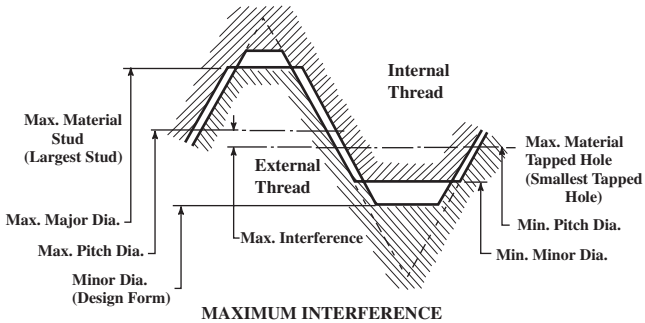 Internal
Thread
Max. Material
Stud
(Largest Stud)
Max. Material
Tapped Hole
(Smallest Tapped
Hole)
External
Thread
Max. Major Dia.
Min. Pitch Dia.
Max. Pitch Dia.
Max. Interference
Min. Minor Dia.
Minor Dia.
(Design Form)
MAXIMUM INTERFERENCE